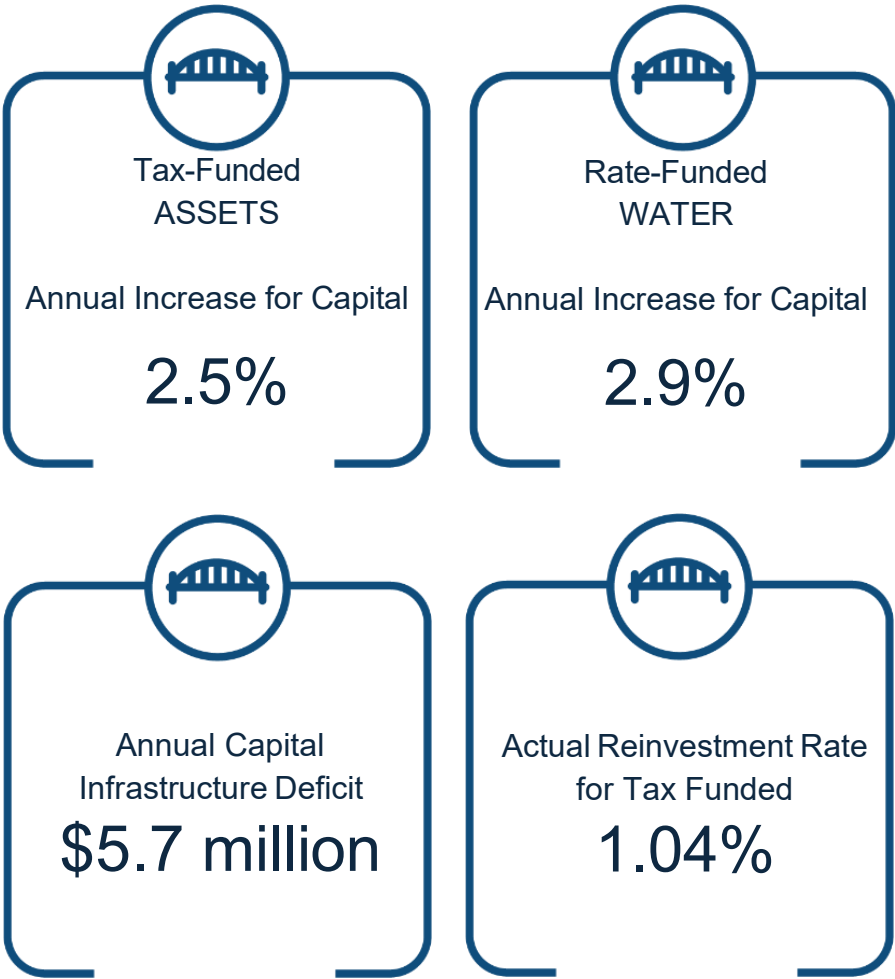 Tax-Funded
ASSETS
Annual Increase for Capital
2.5%
Rate-Funded
WATER
Annual Increase for Capital
2.9%
Annual Capital
Infrastructure Deficit
$5.7 million
Actual Reinvestment Rate
for Tax Funded
1.04%